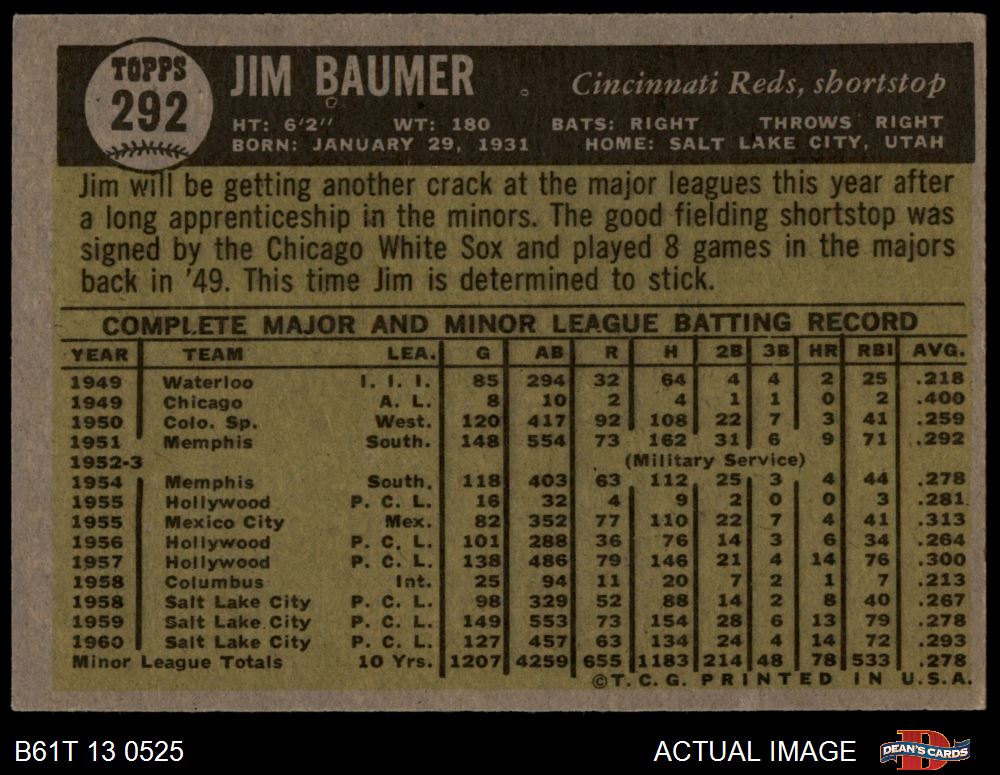 TOPPS
292
JIM BAUMER
Cincinnati Reds, shortstop
HT: 6'2" WT: 180 BATS: RIGHT THROWS RIGHT
BORN: JANUARY 29, 1931 HOME: SALT LAKE CITY, UTAH
Jim will be getting another crack at the major leagues this year after
a long apprenticeship in the minors. The good fielding shortstop was
signed by the Chicago White Sox and played 8 games in the majors
back in '49. This time Jim is determined to stick.
COMPLETE MAJOR AND MINOR LEAGUE BATTING RECORD
YEAR TEAM LEA. G AB R H 2B 3B HR RBI AVG.
1949 Waterloo I. I. I. 85 294 32 64 4 4 2 25 .218
1949 Chicago A. L. 8 10 2 4 1 1 0 2 .400
1950 Colo. Sp. West. 120 417 92 108 22 7 3 41 .259
1951 Memphis South. 148 554 73 162 31 6 9 71 .292
1952-3 (Military Service)
1954 Memphis South. 118 403 63 112 25 3 4 44 .278
1955 Hollywood P. C. L. 16 32 4 9 2 0 0 3 .281
1955 Mexico City Mex. 82 352 77 110 22 7 4 41 .313
1956 Hollywood P. C. L. 101 288 36 76 14 3 6 34 .264
1957 Hollywood P. C. L. 138 486 79 146 21 4 14 76 .300
1958 Columbus Int. 25 94 11 20 7 2 1 7 .213
1958 Salt Lake City P. C. L. 98 329 52 88 14 2 8 40 .267
1959 Salt Lake City P. C. L. 149 553 73 154 28 6 13 79 .278
1960 Salt Lake City P. C. L. 127 457 63 134 24 4 14 72 .293
Minor League Totals 10 Yrs. 1207 4259 655 1183 214 48 78 533 .278
©T. C. G. PRINTED IN U.S.A.
B61T 13 0525
ACTUAL IMAGE
DEAN'S CARDS